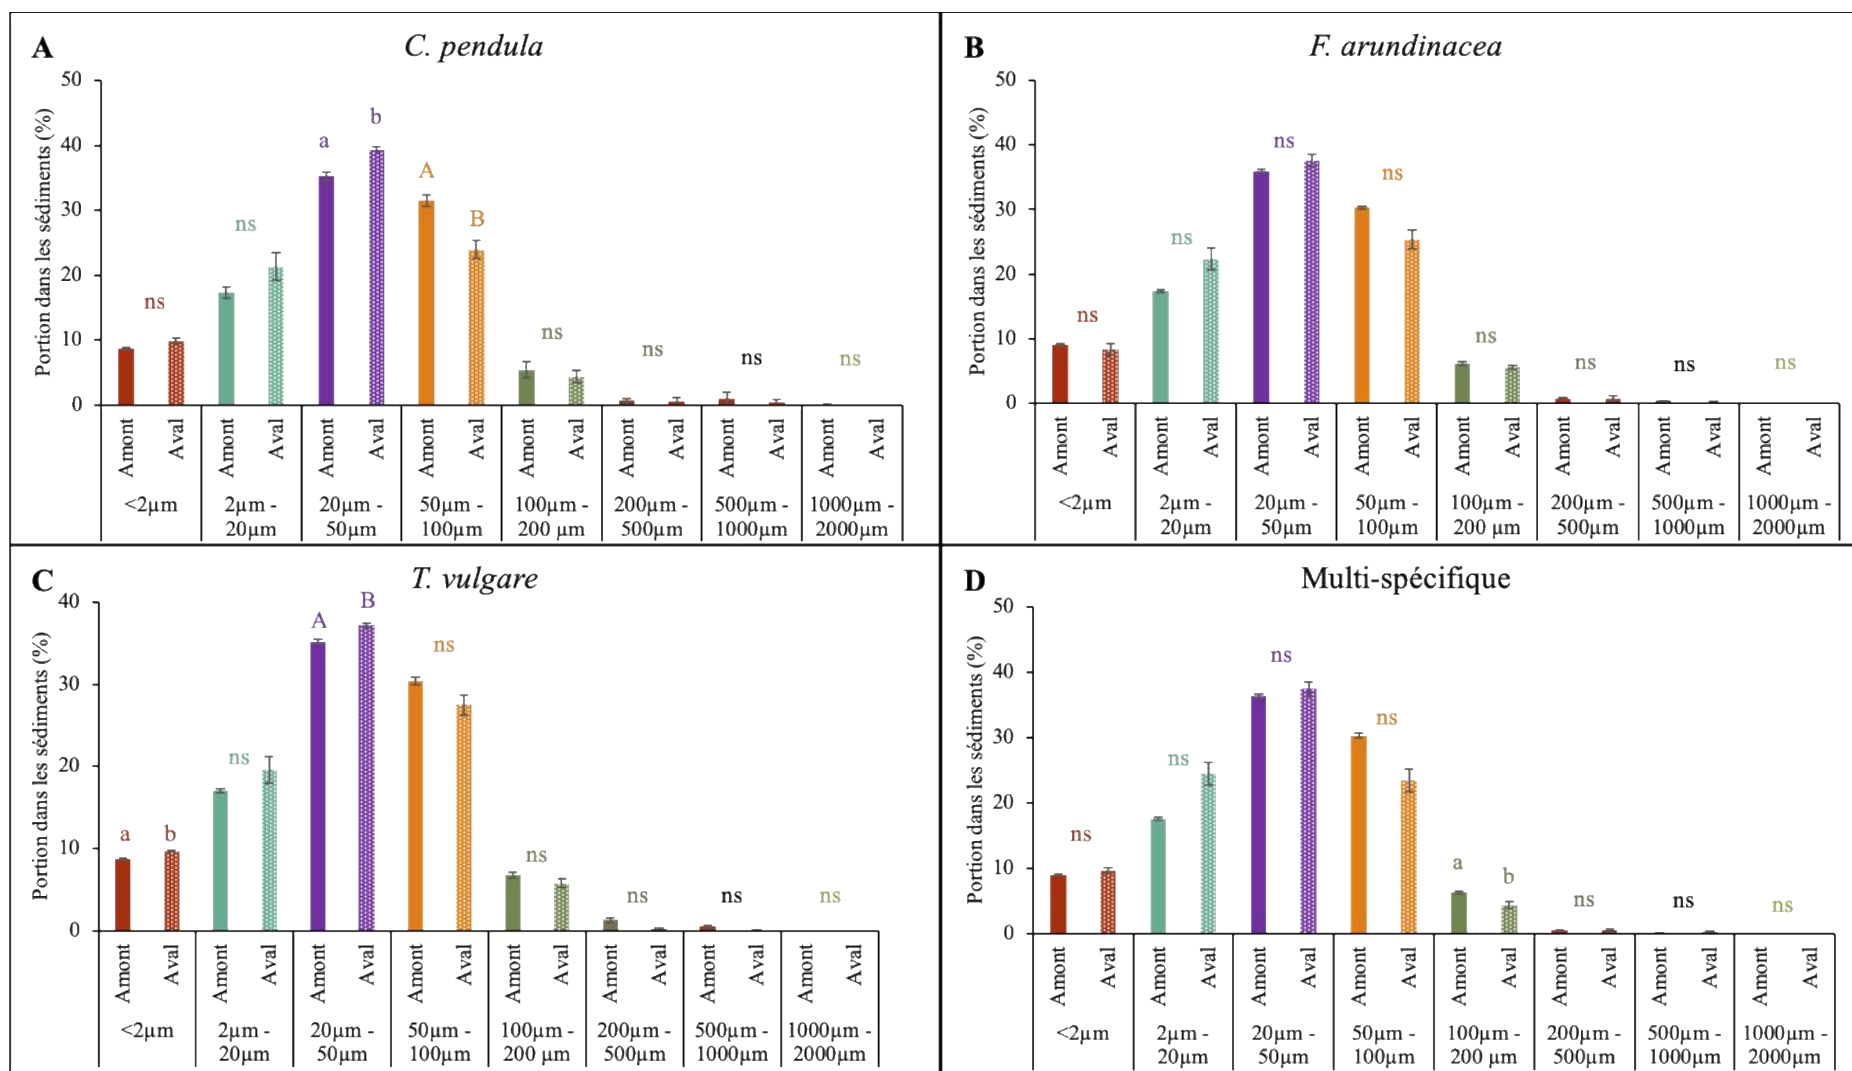 A
C. pendula
Portion dans les sédiments (%)
50
40
30
20
10
0
ns
ns
a
b
A
B
ns
ns
ns
ns
Amont
Aval
Amont
Aval
Amont
Aval
Amont
Aval
Amont
Aval
Amont
Aval
Amont
Aval
Amont
Aval
<2µm
2µm -
20µm
20µm -
50µm
50µm -
100µm
100µm -
200 µm
200µm -
500µm
500µm -
1000µm
1000µm -
2000µm
B
F. arundinacea
Portion dans les sédiments (%)
50
40
30
20
10
0
ns
ns
ns
ns
ns
ns
ns
ns
Amont
Aval
Amont
Aval
Amont
Aval
Amont
Aval
Amont
Aval
Amont
Aval
Amont
Aval
Amont
Aval
<2µm
2µm -
20µm
20µm -
50µm
50µm -
100µm
100µm -
200 µm
200µm -
500µm
500µm -
1000µm
1000µm -
2000µm
C
T. vulgare
Portion dans les sédiments (%)
40
30
20
10
0
a
b
ns
A
B
ns
ns
ns
ns
ns
Amont
Aval
Amont
Aval
Amont
Aval
Amont
Aval
Amont
Aval
Amont
Aval
Amont
Aval
Amont
Aval
<2µm
2µm -
20µm
20µm -
50µm
50µm -
100µm
100µm -
200 µm
200µm -
500µm
500µm -
1000µm
1000µm -
2000µm
D
Multi-spécifique
Portion dans les sédiments (%)
50
40
30
20
10
0
ns
ns
ns
ns
a
b
ns
ns
ns
Amont
Aval
Amont
Aval
Amont
Aval
Amont
Aval
Amont
Aval
Amont
Aval
Amont
Aval
Amont
Aval
<2µm
2µm -
20µm
20µm -
50µm
50µm -
100µm
100µm -
200 µm
200µm -
500µm
500µm -
1000µm
1000µm -
2000µm